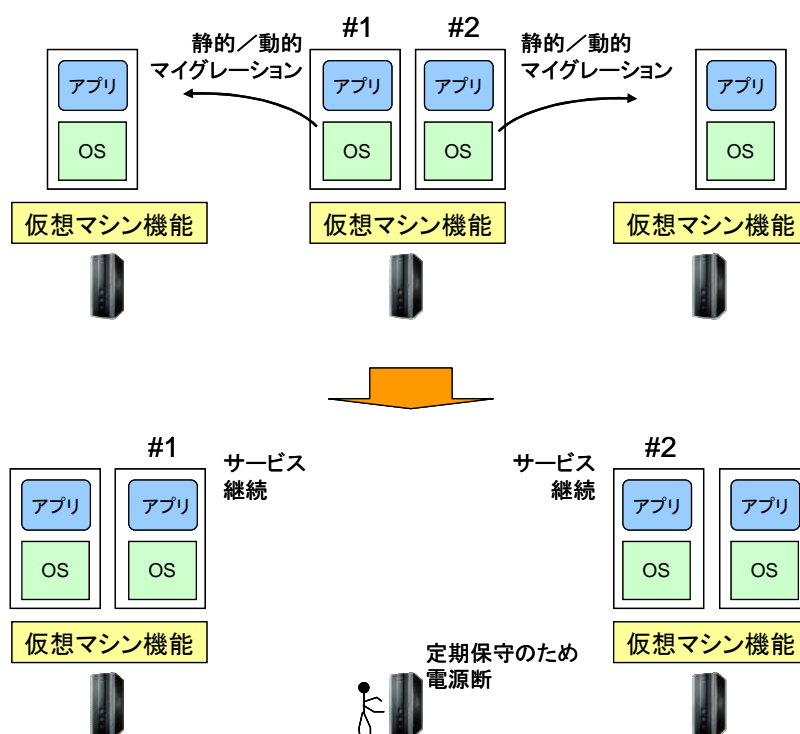 #1
#2
静的／動的
マイグレーション
静的／動的
マイグレーション
アプリ
アプリ
アプリ
アプリ
OS
OS
OS
OS
仮想マシン機能
仮想マシン機能
仮想マシン機能
#1
サービス
継続
サービス
継続
#2
アプリ
アプリ
アプリ
アプリ
OS
OS
OS
OS
仮想マシン機能
定期保守のため
電源断
仮想マシン機能